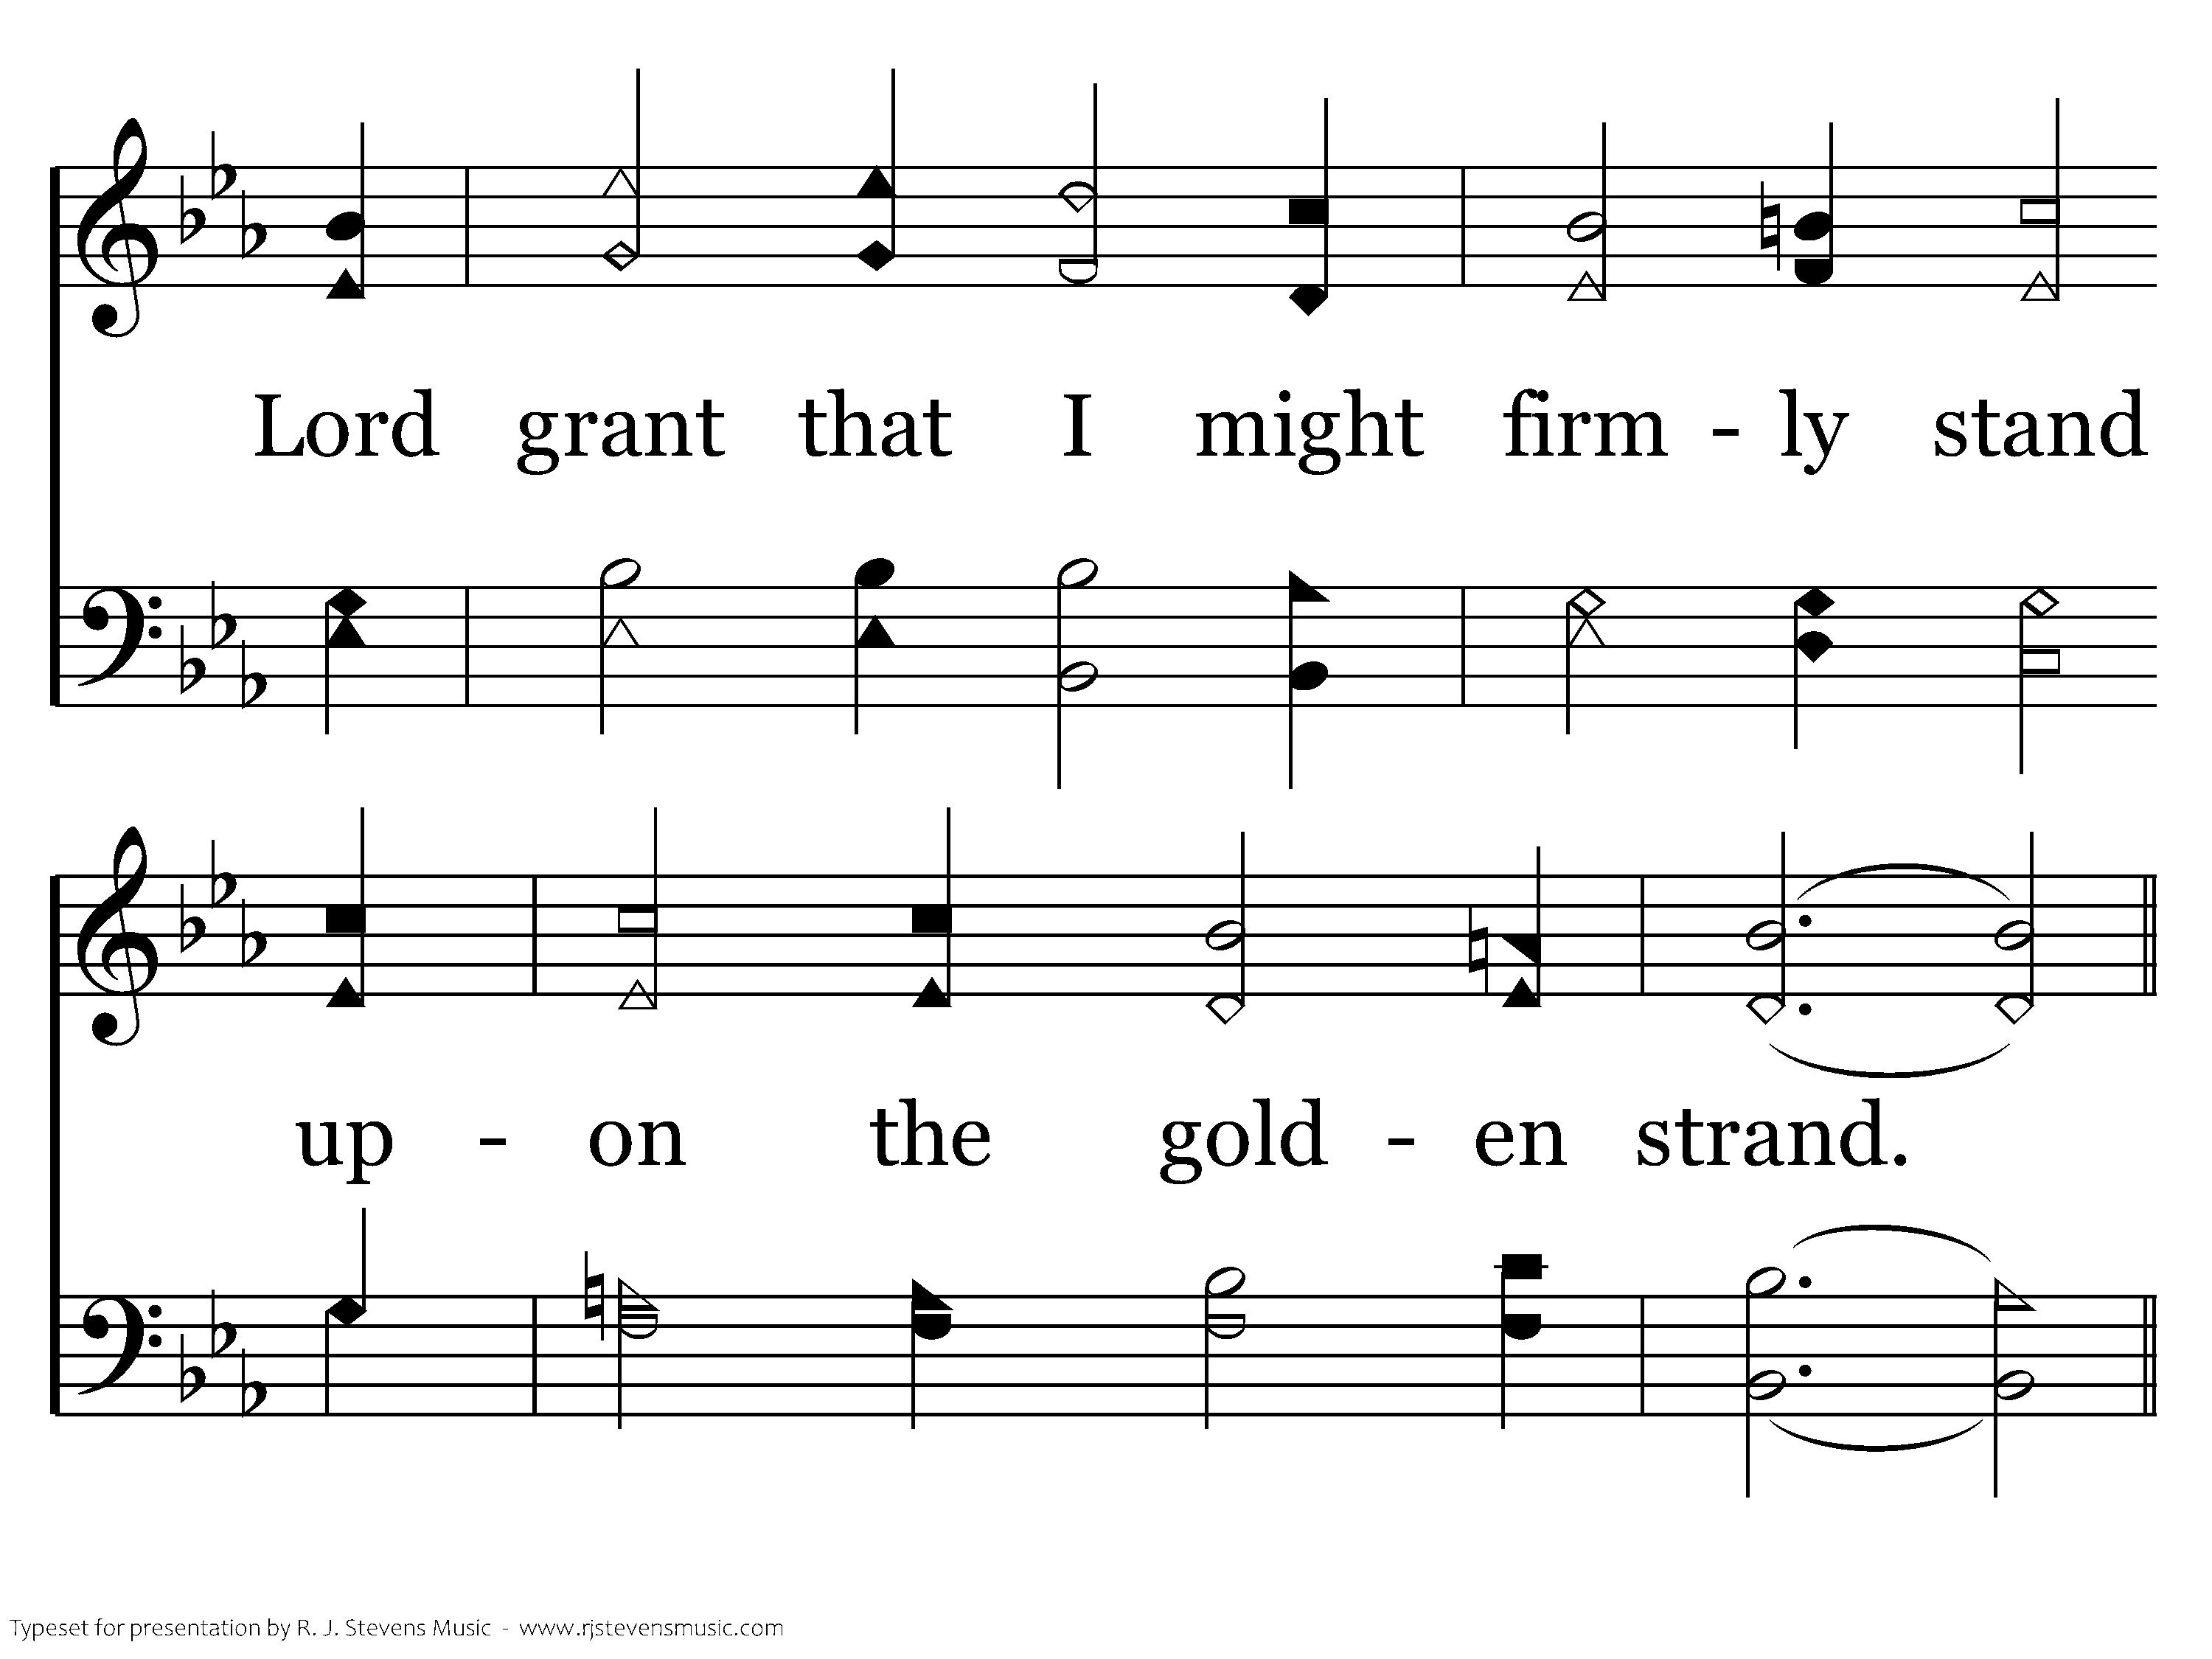 Lord grant that I might firm - ly stand
up - on the gold - en strand.
Typeset for presentation by R. J. Stevens Music - www.rjstevensmusic.com